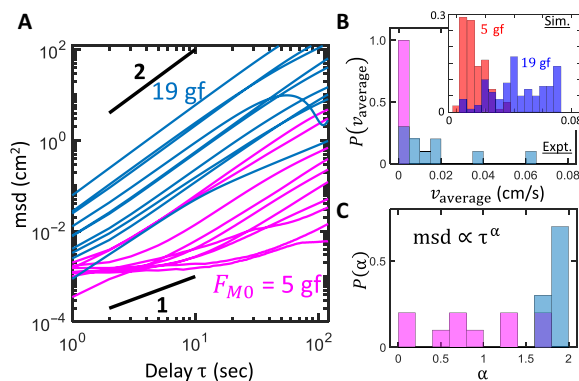 A
msd (cm²)
10²
10⁰
10⁻²
10⁻⁴
2
19 gf
F_M0 = 5 gf
1
10⁰ 10¹ 10²
Delay τ (sec)
B
P(v_average)
1.0
0.5
0
0.3
0
Sim.
5 gf
19 gf
0 0.08
Expt.
0 0.02 0.04 0.06 0.08
v_average (cm/s)
C
P(α)
0.5
0
msd ∝ τ^α
0 0.5 1 1.5 2
α